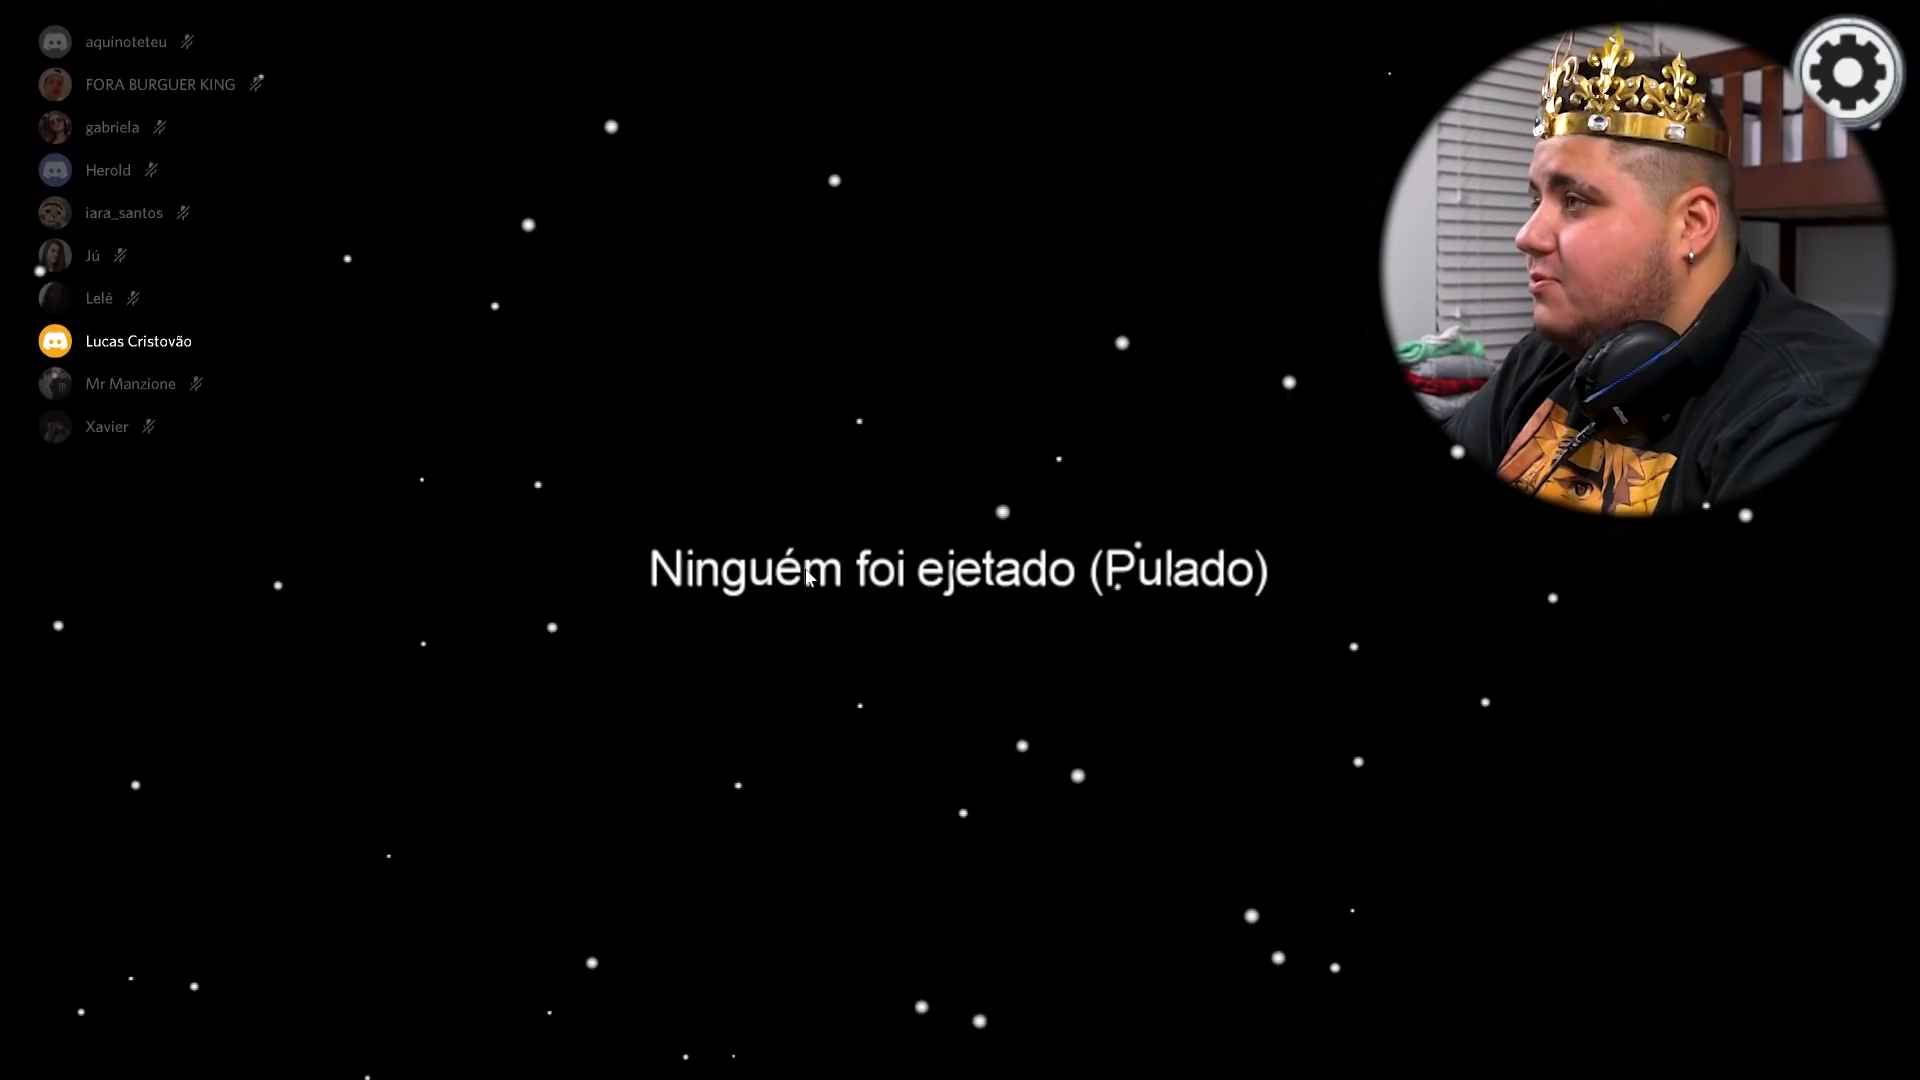 aquinoteteu
FORA BURGUER KING
gabriela
Herold
iara_santos
Jú
Lelê
Lucas Cristovão
Mr Manzione
Xavier
Ninguém foi ejetado (Pulado)